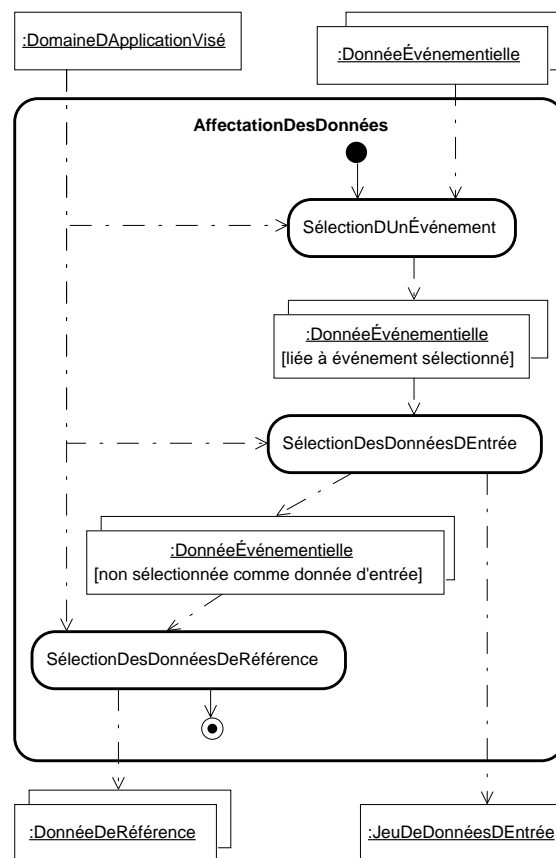 :DomaineDApplicationVisé
:DonnéeÉvénementielle
AffectationDesDonnées
SélectionDUnÉvénement
:DonnéeÉvénementielle
[liée à événement sélectionné]
SélectionDesDonnéesDEntrée
:DonnéeÉvénementielle
[non sélectionnée comme donnée d'entrée]
SélectionDesDonnéesDeRéférence
:DonnéeDeRéférence
:JeuDeDonnéesDEntrée